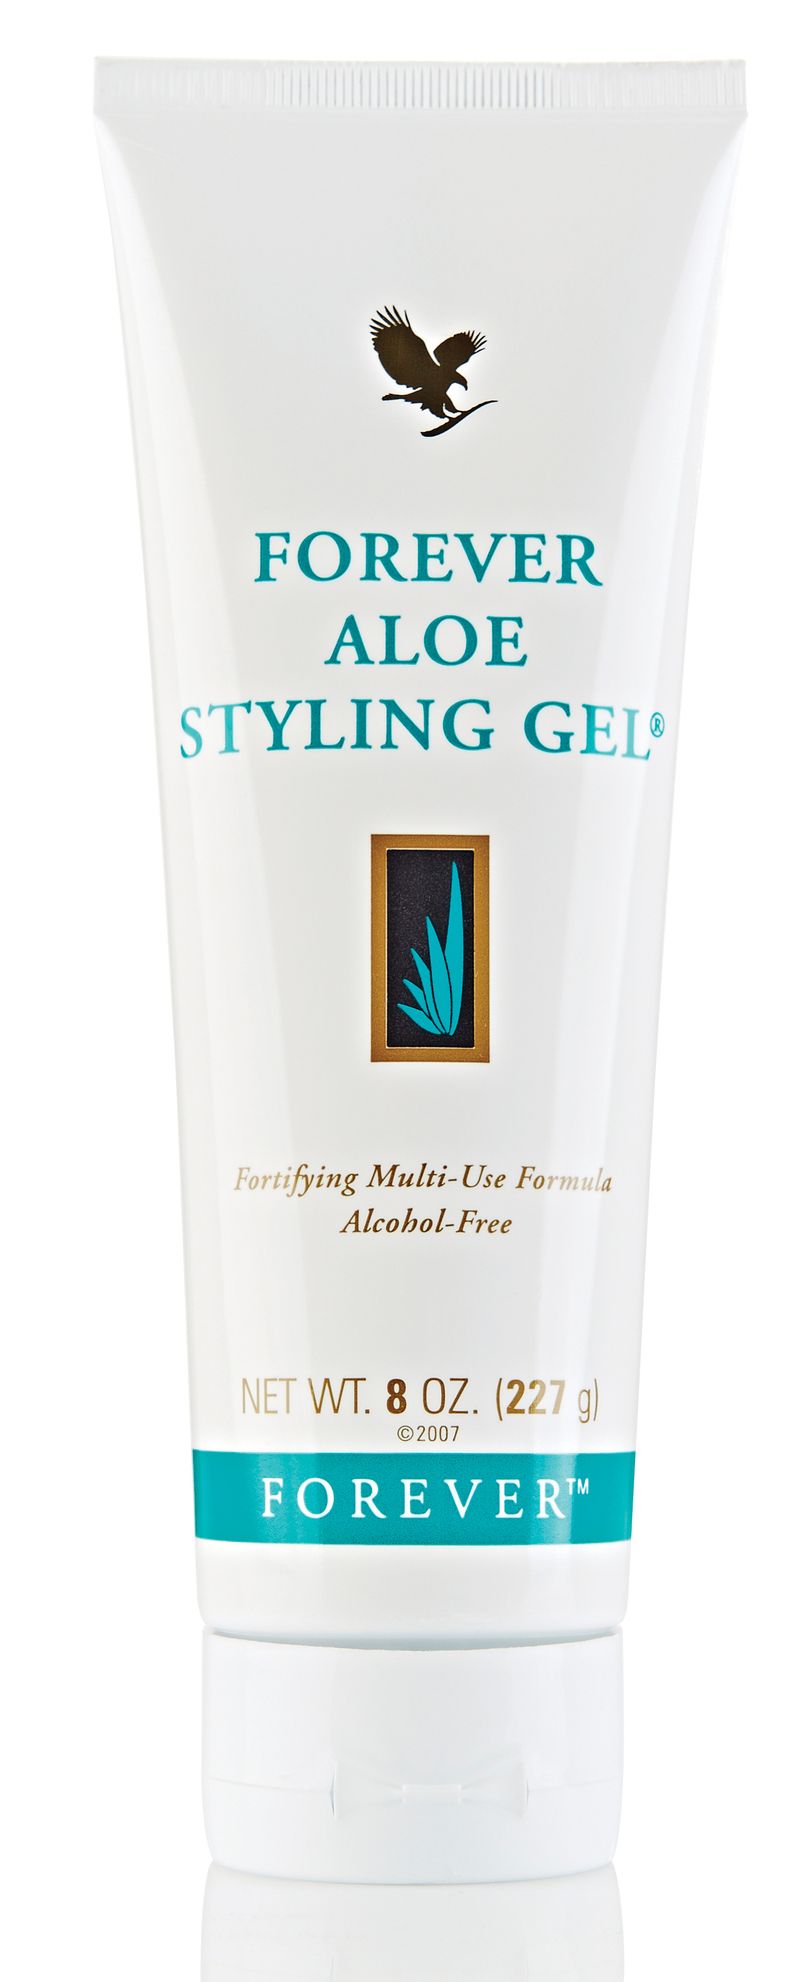 FOREVER
ALOE
STYLING GEL®
Fortifying Multi-Use Formula
Alcohol-Free
NET WT. 8 OZ. (227 g)
©2007
FOREVER™